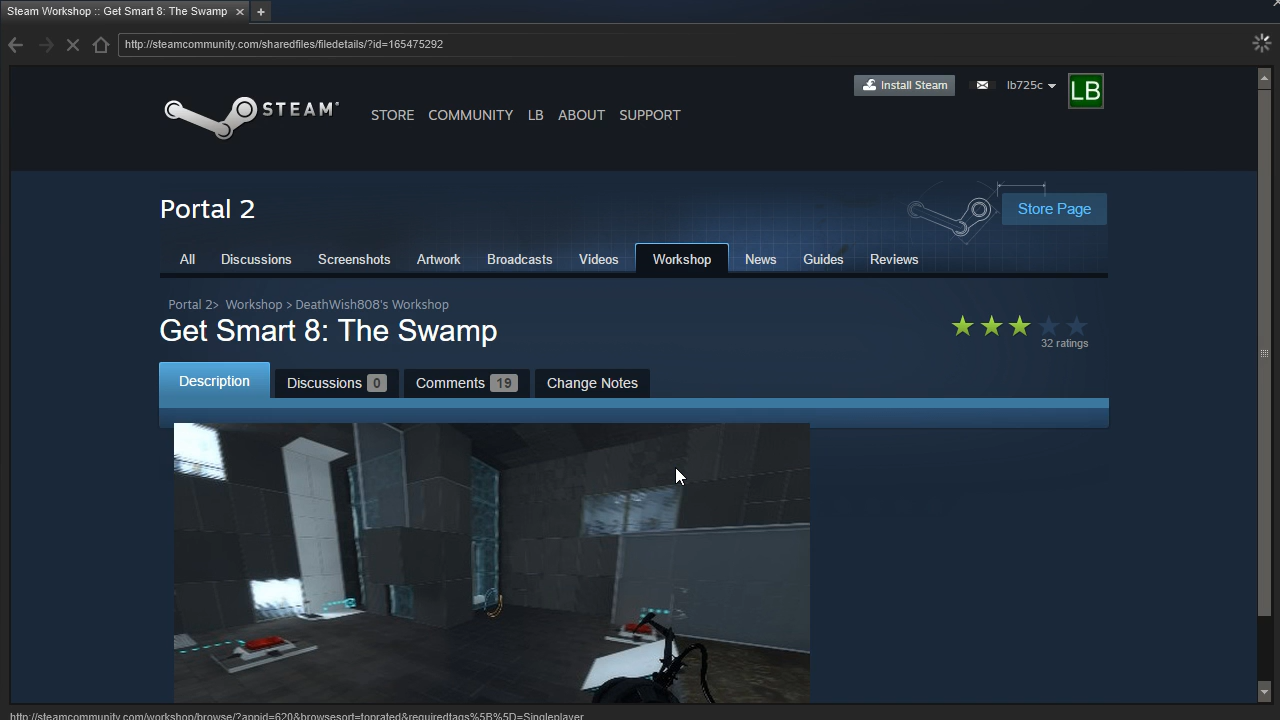 Steam Workshop :: Get Smart 8: The Swamp
http://steamcommunity.com/sharedfiles/filedetails/?id=165475292
Install Steam
lb725c
LB
STEAM®
STORE COMMUNITY LB ABOUT SUPPORT
Portal 2
Store Page
All Discussions Screenshots Artwork Broadcasts Videos Workshop News Guides Reviews
Portal 2> Workshop > DeathWish808's Workshop
Get Smart 8: The Swamp
32 ratings
Description Discussions 0 Comments 19 Change Notes
http://steamcommunity.com/workshop/browse/?appid=620&browsesort=toprated&requiredtags%5B%5D=Singleplayer